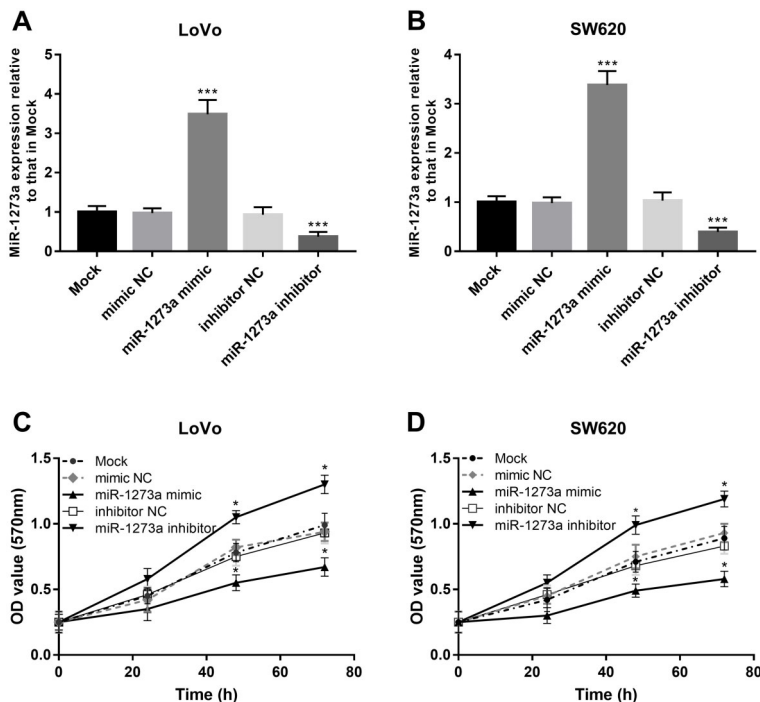 A
LoVo
MiR-1273a expression relative
to that in Mock
5
4
3
2
1
0
***
***
Mock
mimic NC
miR-1273a mimic
inhibitor NC
miR-1273a inhibitor
B
SW620
MiR-1273a expression relative
to that in Mock
4
3
2
1
0
***
***
Mock
mimic NC
miR-1273a mimic
inhibitor NC
miR-1273a inhibitor
C
LoVo
OD value (570nm)
1.5
1.0
0.5
0.0
Mock
mimic NC
miR-1273a mimic
inhibitor NC
miR-1273a inhibitor
*
*
*
*
0 20 40 60 80
Time (h)
D
SW620
OD value (570nm)
1.5
1.0
0.5
0.0
Mock
mimic NC
miR-1273a mimic
inhibitor NC
miR-1273a inhibitor
*
*
*
*
0 20 40 60 80
Time (h)